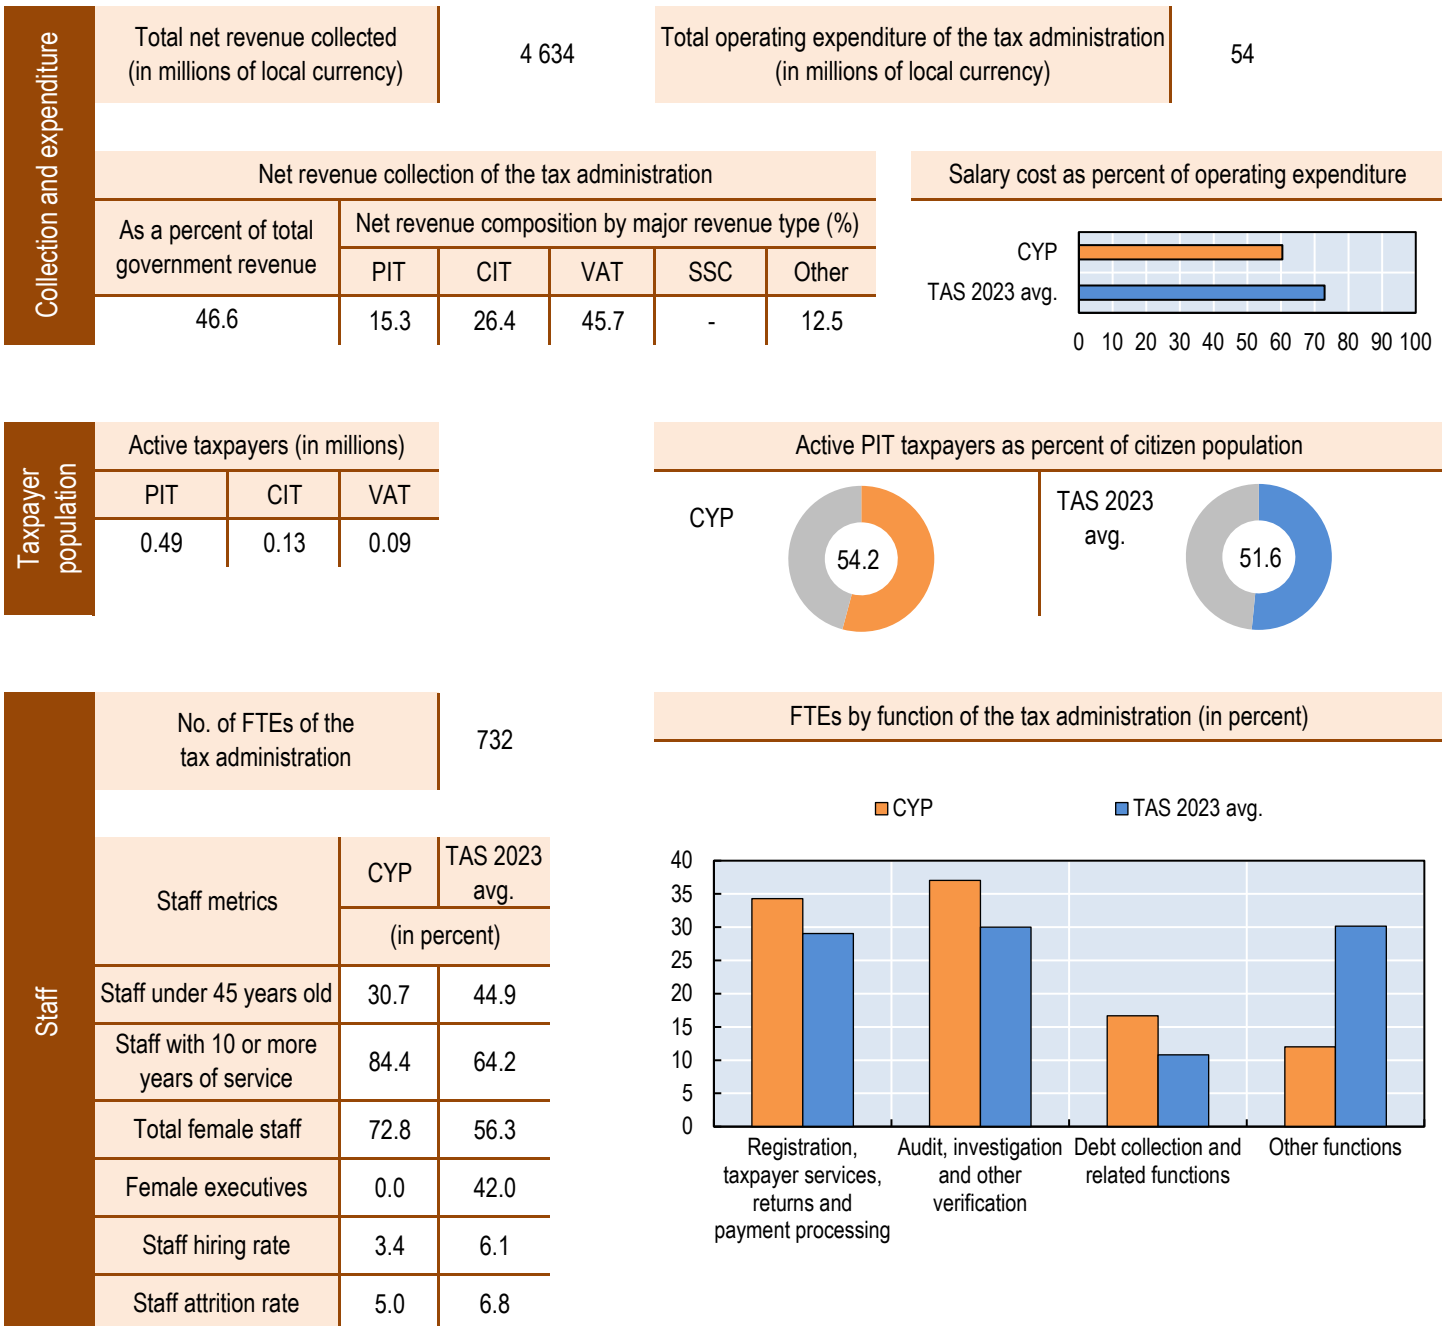 Collection and expenditure
Total net revenue collected
(in millions of local currency)
4 634
Total operating expenditure of the tax administration
(in millions of local currency)
54
Net revenue collection of the tax administration
As a percent of total
government revenue
Net revenue composition by major revenue type (%)
PIT CIT VAT SSC Other
46.6 15.3 26.4 45.7 - 12.5
Salary cost as percent of operating expenditure
CYP
TAS 2023 avg.
0 10 20 30 40 50 60 70 80 90 100
Taxpayer
population
Active taxpayers (in millions)
PIT CIT VAT
0.49 0.13 0.09
Active PIT taxpayers as percent of citizen population
CYP
54.2
TAS 2023
avg.
51.6
Staff
No. of FTEs of the
tax administration
732
Staff metrics
CYP
TAS 2023
avg.
(in percent)
Staff under 45 years old 30.7 44.9
Staff with 10 or more
years of service
84.4 64.2
Total female staff 72.8 56.3
Female executives 0.0 42.0
Staff hiring rate 3.4 6.1
Staff attrition rate 5.0 6.8
FTEs by function of the tax administration (in percent)
CYP TAS 2023 avg.
40
35
30
25
20
15
10
5
0
Registration,
taxpayer services,
returns and
payment processing
Audit, investigation
and other
verification
Debt collection and
related functions
Other functions